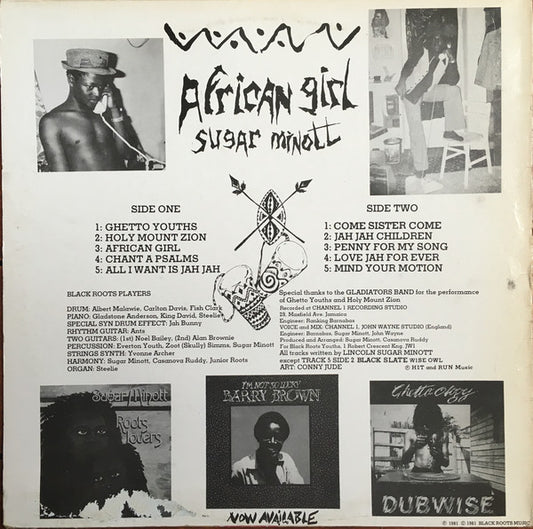 AFRICAN GIRL
SUGAR MINOTT
SIDE ONE
1: GHETTO YOUTHS
2: HOLY MOUNT ZION
3: AFRICAN GIRL
4: CHANT A PSALMS
5: ALL I WANT IS JAH JAH
SIDE TWO
1: COME SISTER COME
2: JAH JAH CHILDREN
3: PENNY FOR MY SONG
4: LOVE JAH FOR EVER
5: MIND YOUR MOTION
BLACK ROOTS PLAYERS
DRUM: Albert Malawie, Carlton Davis, Fish Clark
PIANO: Gladstone Anderson, King David, Steelie
SPECIAL SYN DRUM EFFECT: Jah Bunny
RHYTHM GUITAR: Ants
TWO GUITARS: (1st) Noel Bailey, (2nd) Alan Brownie
PERCUSSION: Everton Youth, Zoot (Skully) Simms, Sugar Minott
STRINGS SYNTH: Yvonne Archer
HARMONY: Sugar Minott, Casanova Ruddy, Junior Roots
ORGAN: Steelie
Special thanks to the GLADIATORS BAND for the performance
of Ghetto Youths and Holy Mount Zion
Recorded at CHANNEL 1 RECORDING STUDIO
29, Maxfield Ave. Jamaica
Engineer: Ranking Barnabas
VOICE and MIX: CHANNEL 1, JOHN WAYNE STUDIO (England)
Engineer: Barnabas, Sugar Minott, John Wayne
Produced and Arranged: Sugar Minott, Casanova Ruddy
For Black Roots Youths, 1 Robert Crescent Kng. JW1
All tracks written by LINCOLN SUGAR MINOTT
except TRACK 5 SIDE 2 BLACK SLATE WISE OWL
ART: CONNY JUDE
© HIT and RUN Music
Sugar Minott
Roots Lovers
I'M NOT SO LUCKY
BARRY BROWN
Ghetto-ology
DUBWISE
NOW AVAILABLE
℗ 1981 © 1981 BLACK ROOTS MUSIC